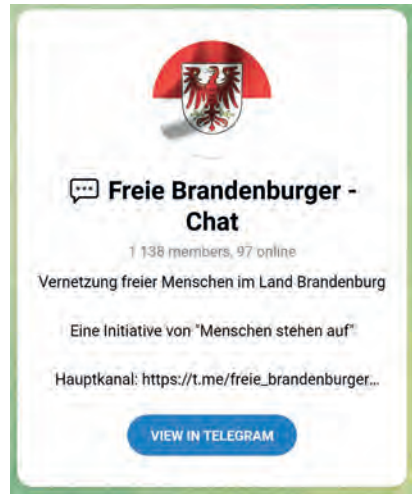 Freie Brandenburger -
Chat
1 138 members, 97 online
Vernetzung freier Menschen im Land Brandenburg
Eine Initiative von "Menschen stehen auf"
Hauptkanal: https://t.me/freie_brandenburger...
VIEW IN TELEGRAM